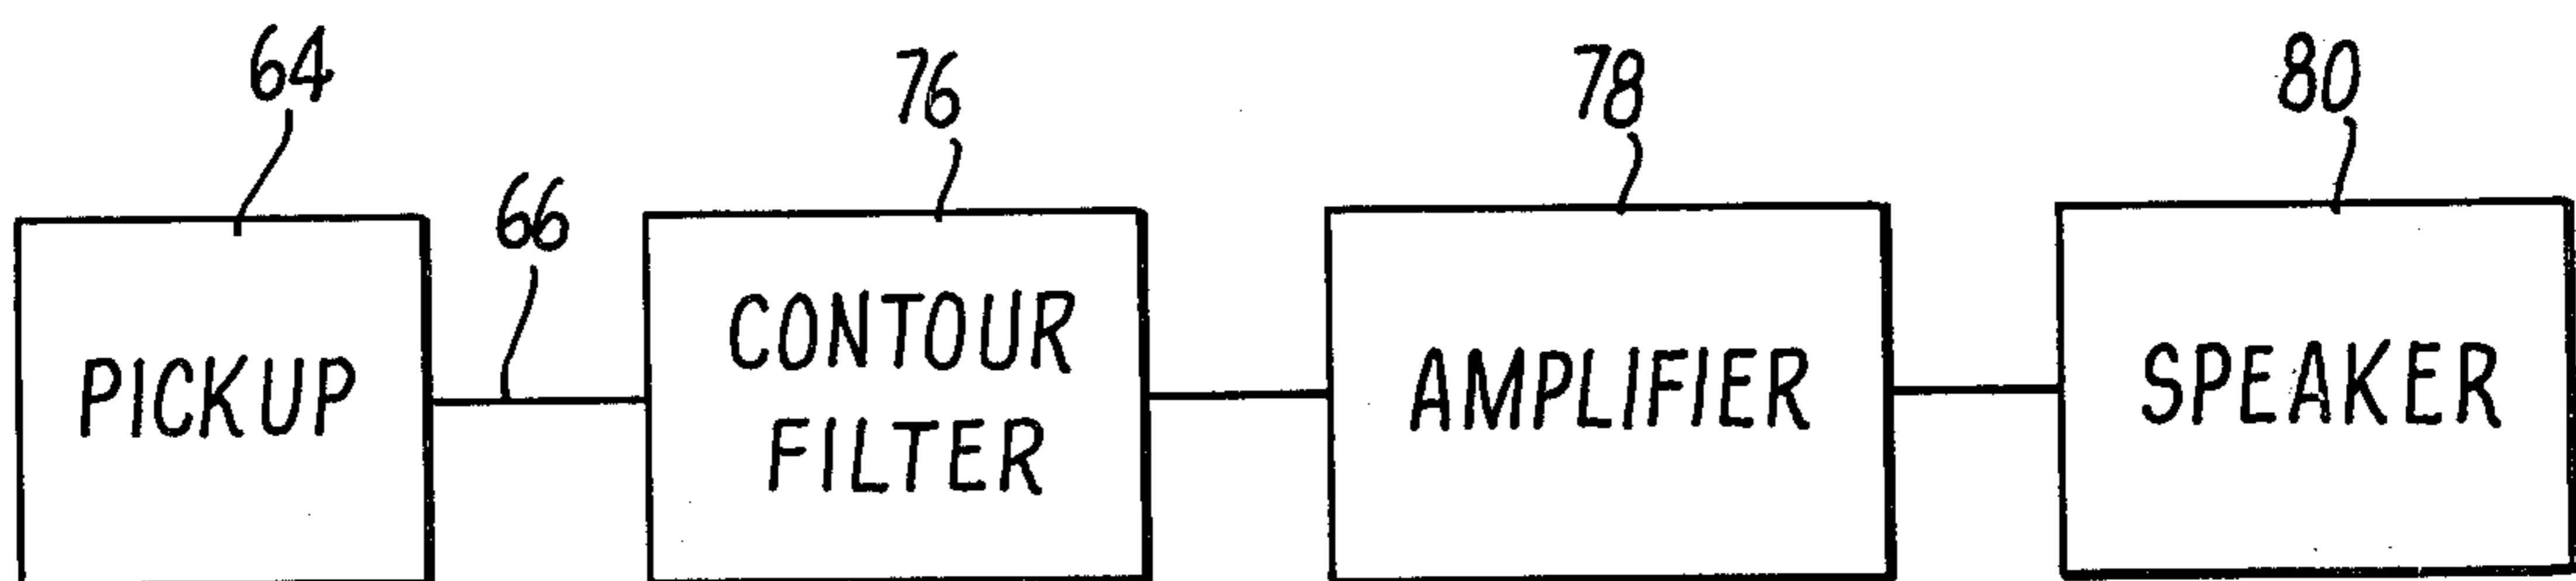 64
76
78
80
66
PICKUP
CONTOUR
FILTER
AMPLIFIER
SPEAKER